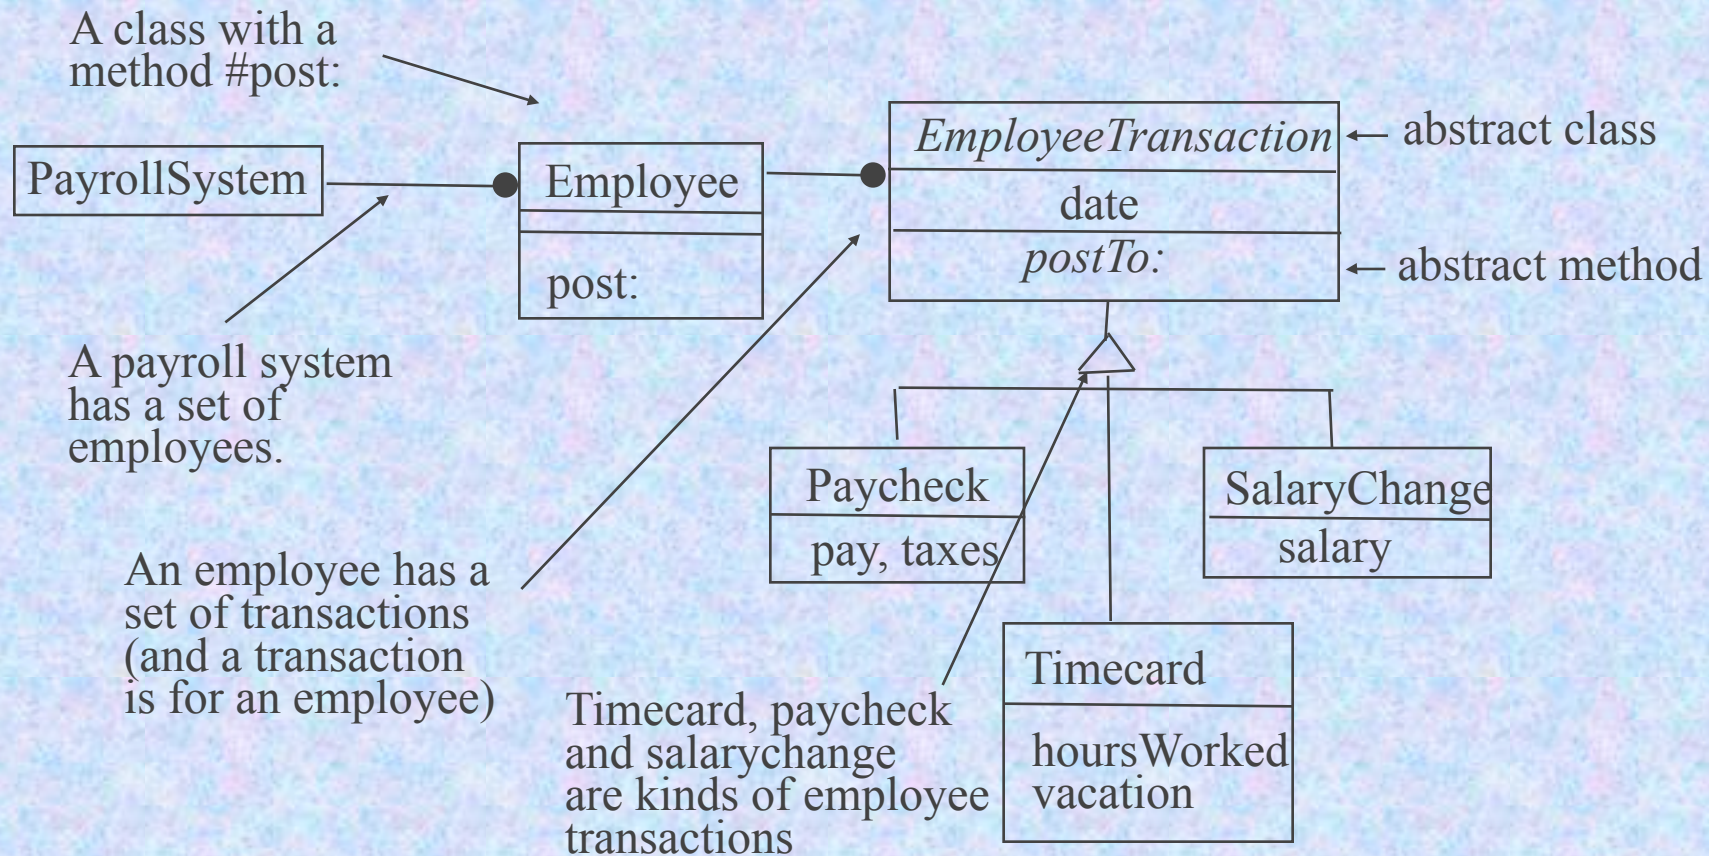 A class with a
method #post:
PayrollSystem
Employee
post:
EmployeeTransaction
date
postTo:
abstract class
abstract method
A payroll system
has a set of
employees.
Paycheck
pay, taxes
SalaryChange
salary
An employee has a
set of transactions
(and a transaction
is for an employee)
Timecard, paycheck
and salarychange
are kinds of employee
transactions
Timecard
hoursWorked
vacation